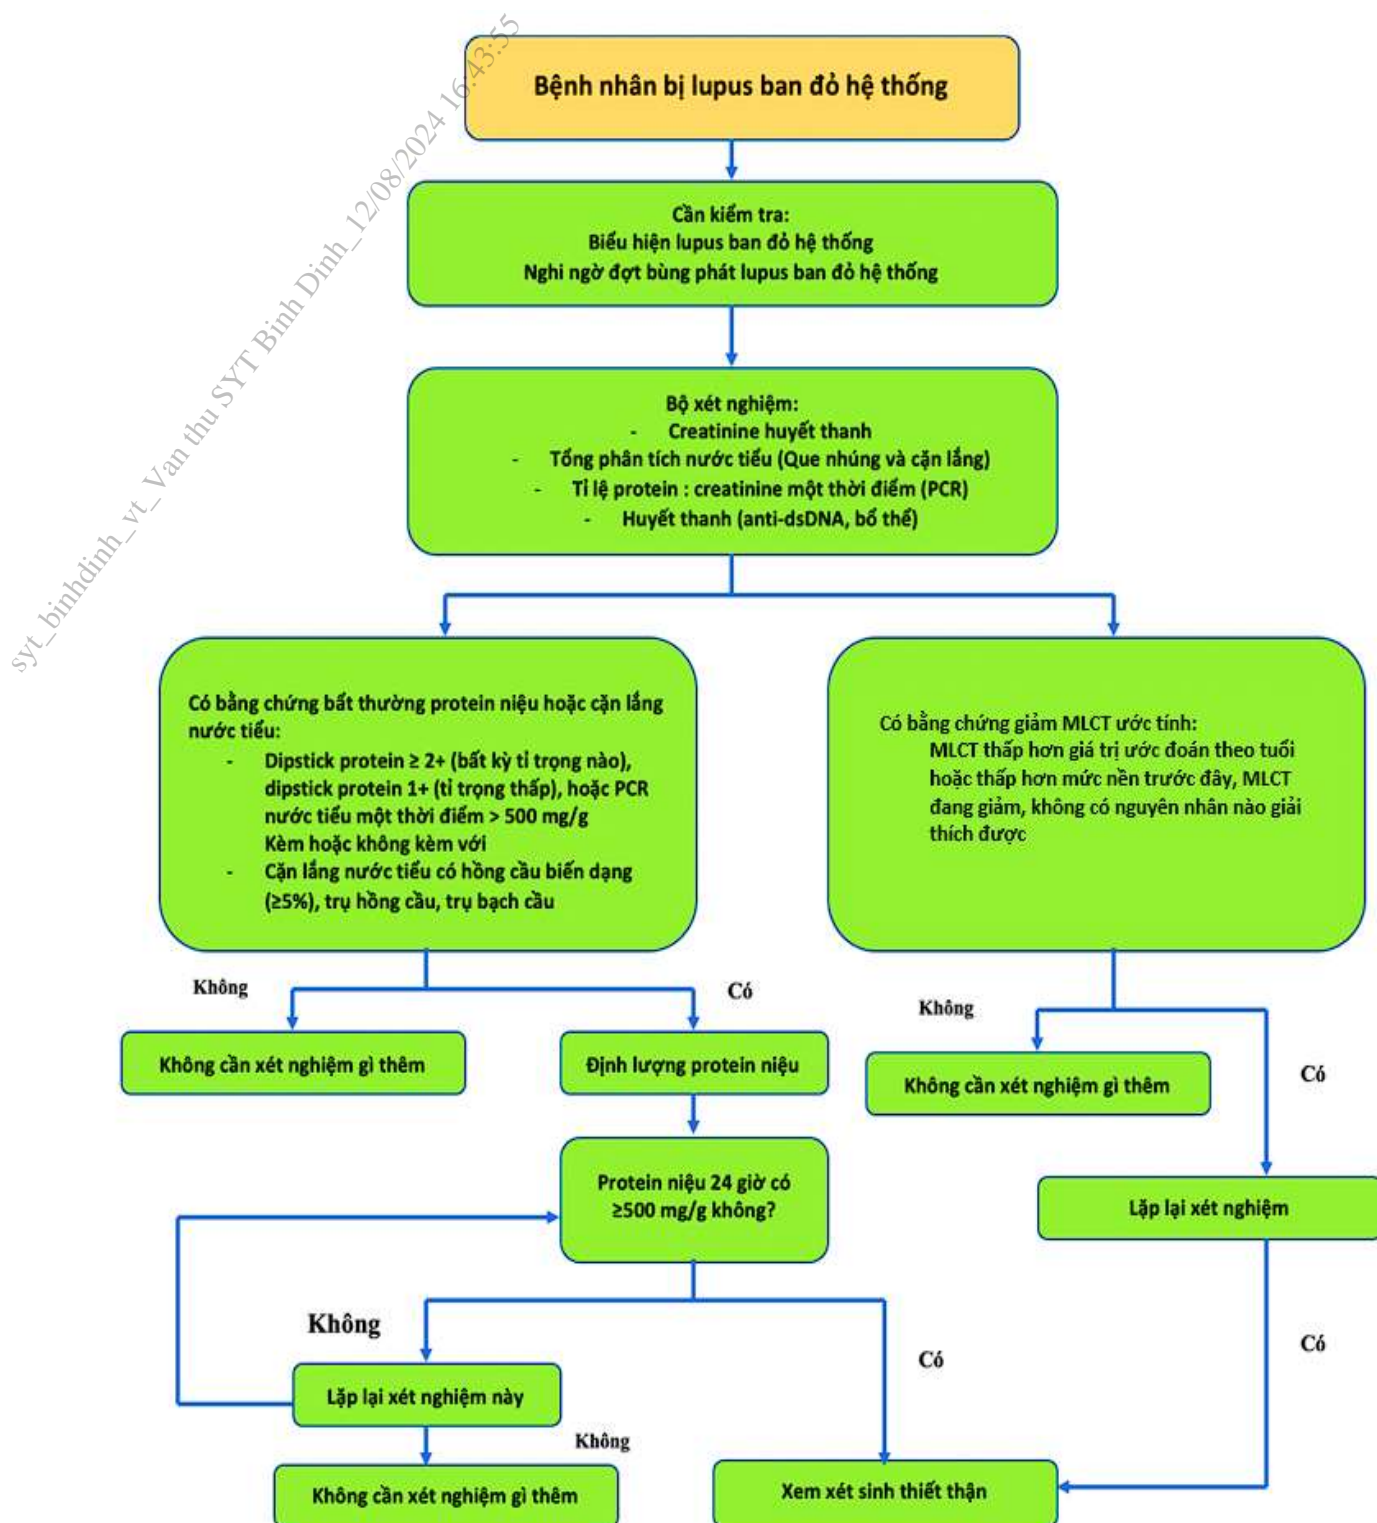 syt_binhdinh_vt_Van thu SYT Binh Dinh_12/08/2024 16:43:55
Bệnh nhân bị lupus ban đỏ hệ thống
Cần kiểm tra:
Biểu hiện lupus ban đỏ hệ thống
Nghi ngờ đợt bùng phát lupus ban đỏ hệ thống
Bộ xét nghiệm:
- Creatinine huyết thanh
- Tổng phân tích nước tiểu (Que nhúng và cặn lắng)
- Tỉ lệ protein : creatinine một thời điểm (PCR)
- Huyết thanh (anti-dsDNA, bổ thể)
Có bằng chứng bất thường protein niệu hoặc cặn lắng
nước tiểu:
- Dipstick protein ≥ 2+ (bất kỳ tỉ trọng nào),
dipstick protein 1+ (tỉ trọng thấp), hoặc PCR
nước tiểu một thời điểm > 500 mg/g
Kèm hoặc không kèm với
- Cặn lắng nước tiểu có hồng cầu biến dạng
(≥5%), trụ hồng cầu, trụ bạch cầu
Có bằng chứng giảm MLCT ước tính:
MLCT thấp hơn giá trị ước đoán theo tuổi
hoặc thấp hơn mức nền trước đây, MLCT
đang giảm, không có nguyên nhân nào giải
thích được
Không
Có
Không cần xét nghiệm gì thêm
Định lượng protein niệu
Không
Có
Không cần xét nghiệm gì thêm
Protein niệu 24 giờ có
≥500 mg/g không?
Lặp lại xét nghiệm
Không
Có
Có
Lặp lại xét nghiệm này
Không
Không cần xét nghiệm gì thêm
Xem xét sinh thiết thận